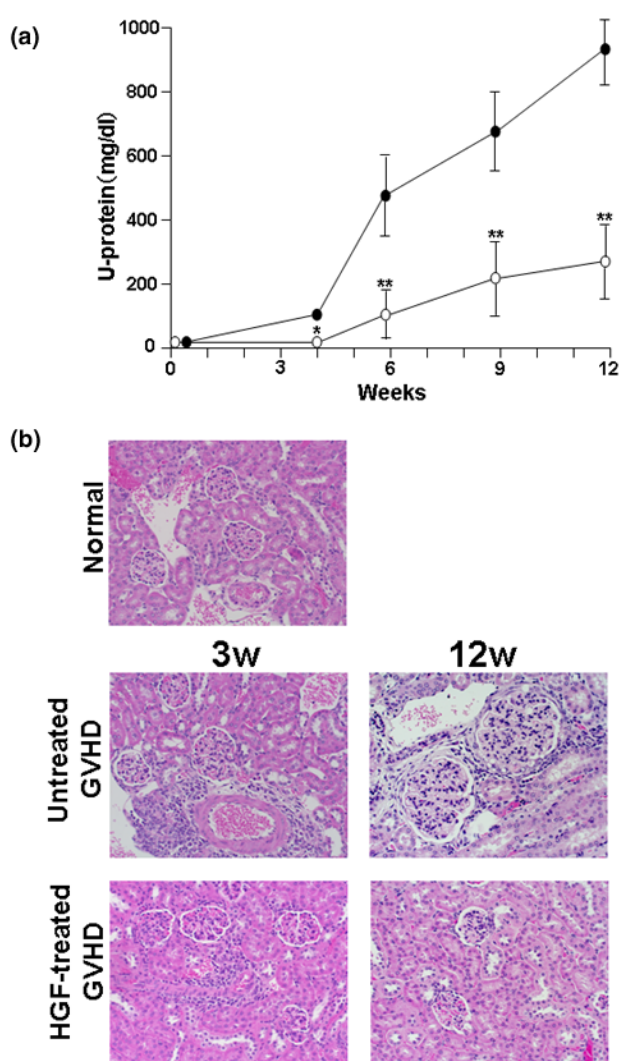 (a)
U-protein(mg/dl)
1000
800
600
400
200
0
*
**
**
**
0 3 6 9 12
Weeks
(b)
Normal
3w 12w
Untreated
GVHD
HGF-treated
GVHD